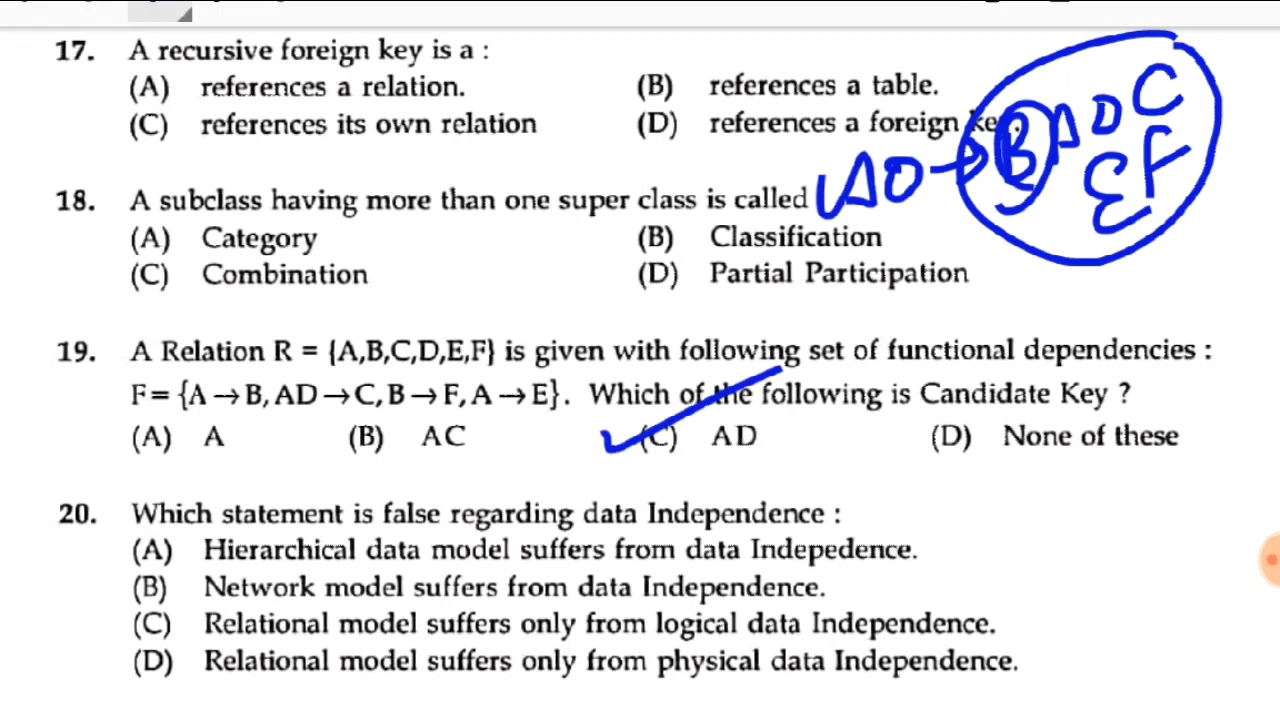 17. A recursive foreign key is a :
(A) references a relation. (B) references a table.
(C) references its own relation (D) references a foreign key.
18. A subclass having more than one super class is called
(A) Category (B) Classification
(C) Combination (D) Partial Participation
AD → B A D C
E F
19. A Relation R = {A,B,C,D,E,F} is given with following set of functional dependencies :
F = {A → B, AD → C, B → F, A → E}. Which of the following is Candidate Key ?
(A) A (B) AC (C) AD (D) None of these
20. Which statement is false regarding data Independence :
(A) Hierarchical data model suffers from data Indepedence.
(B) Network model suffers from data Independence.
(C) Relational model suffers only from logical data Independence.
(D) Relational model suffers only from physical data Independence.